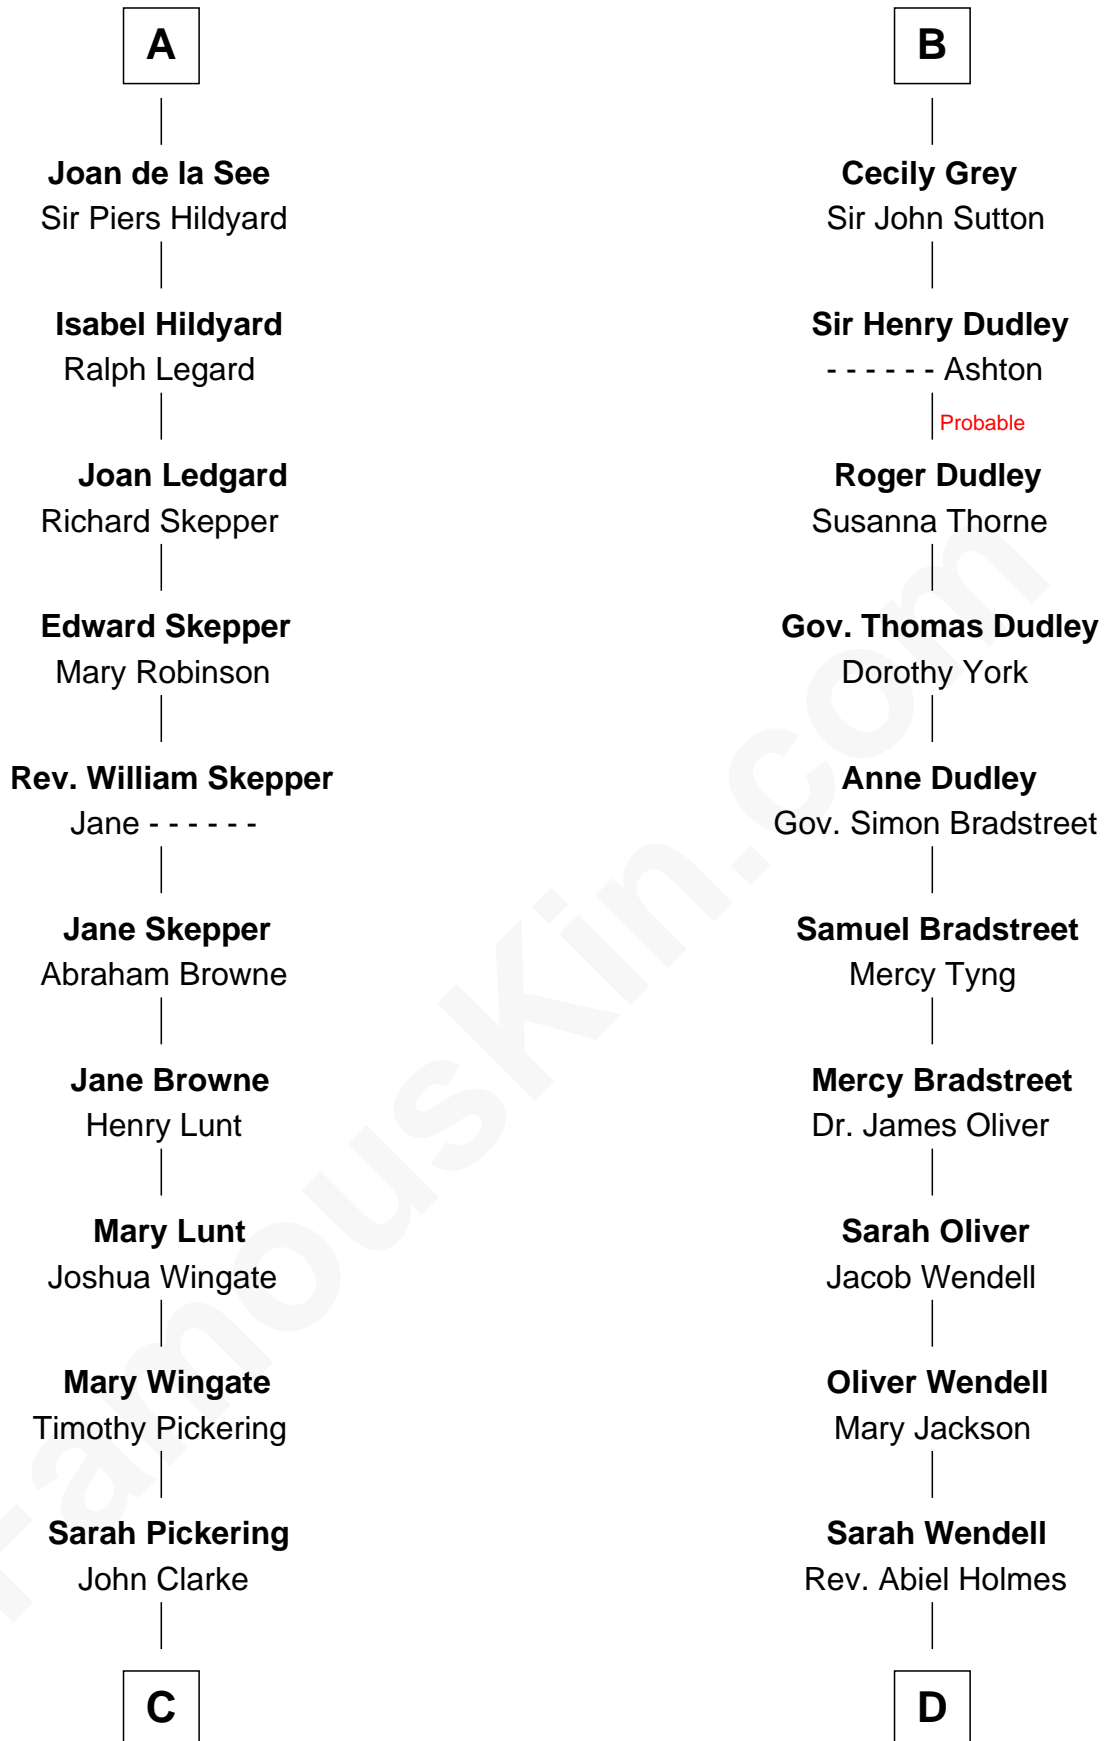 A
Joan de la See
Sir Piers Hildyard
Isabel Hildyard
Ralph Legard
Joan Ledgard
Richard Skepper
Edward Skepper
Mary Robinson
Rev. William Skepper
Jane - - - - - -
Jane Skepper
Abraham Browne
Jane Browne
Henry Lunt
Mary Lunt
Joshua Wingate
Mary Wingate
Timothy Pickering
Sarah Pickering
John Clarke
C
B
Cecily Grey
Sir John Sutton
Sir Henry Dudley
- - - - - - Ashton
Probable
Roger Dudley
Susanna Thorne
Gov. Thomas Dudley
Dorothy York
Anne Dudley
Gov. Simon Bradstreet
Samuel Bradstreet
Mercy Tyng
Mercy Bradstreet
Dr. James Oliver
Sarah Oliver
Jacob Wendell
Oliver Wendell
Mary Jackson
Sarah Wendell
Rev. Abiel Holmes
D
FamousKin.com